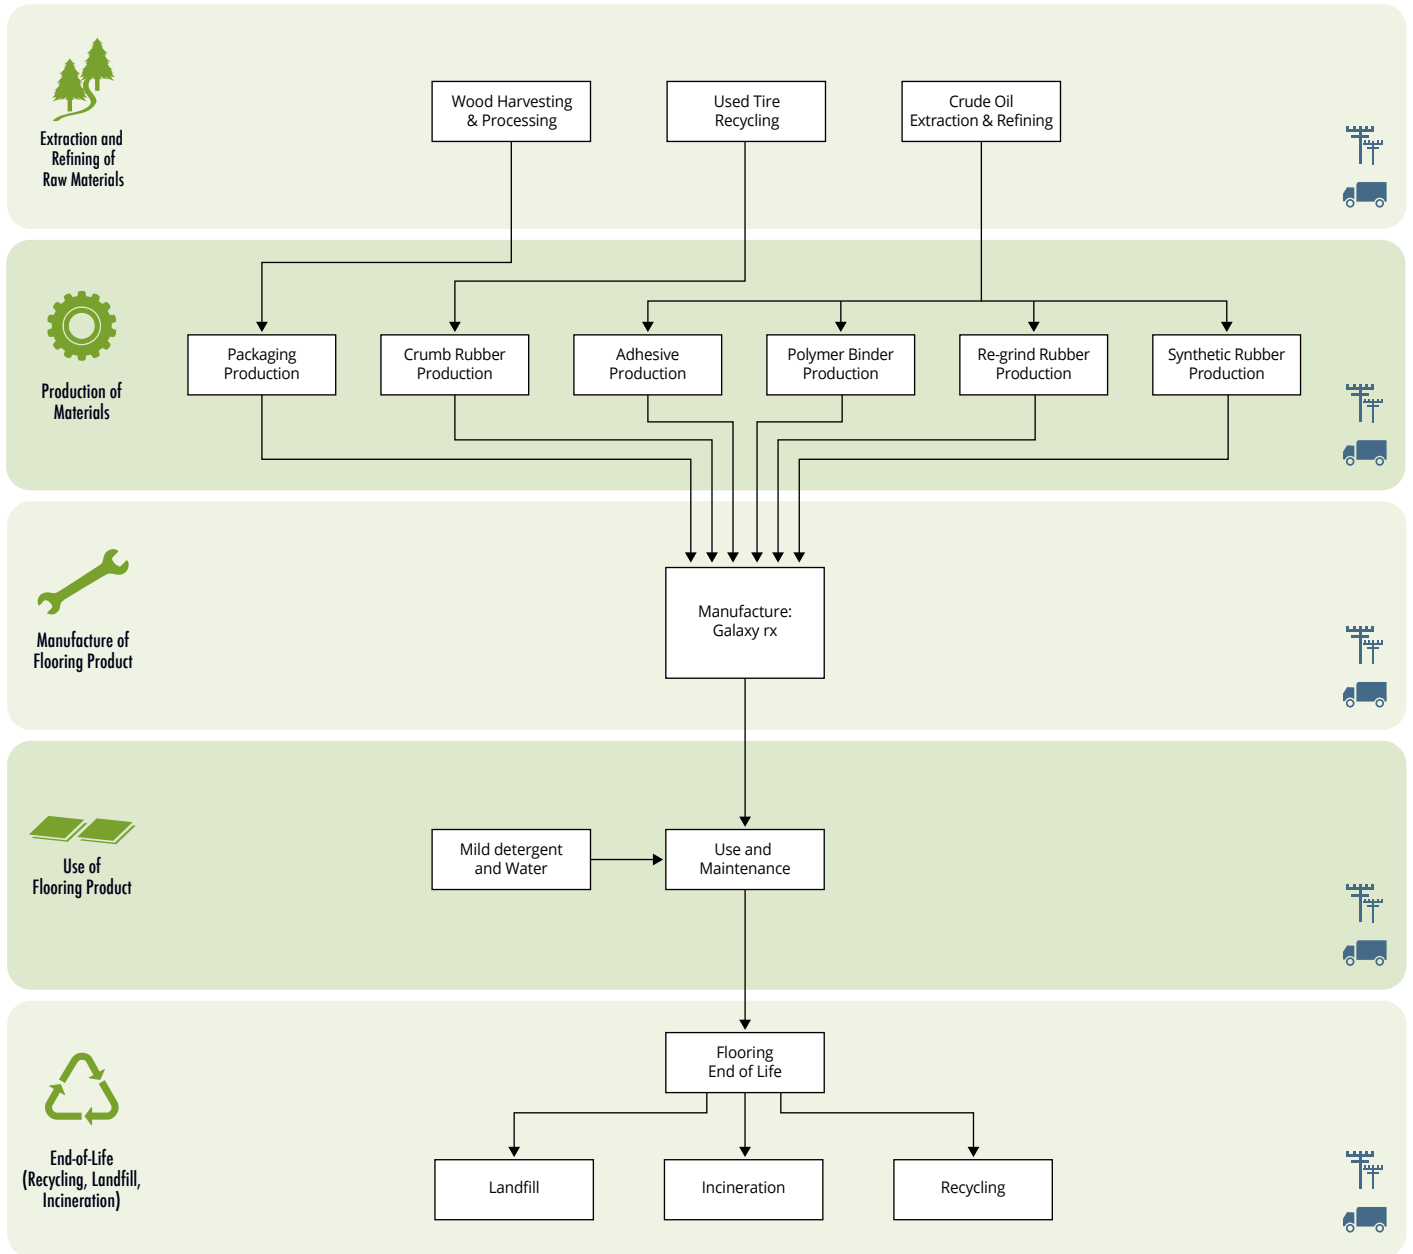 Extraction and
Refining of
Raw Materials
Wood Harvesting
& Processing
Used Tire
Recycling
Crude Oil
Extraction & Refining
Production of
Materials
Packaging
Production
Crumb Rubber
Production
Adhesive
Production
Polymer Binder
Production
Re-grind Rubber
Production
Synthetic Rubber
Production
Manufacture of
Flooring Product
Manufacture:
Galaxy rx
Use of
Flooring Product
Mild detergent
and Water
Use and
Maintenance
End-of-Life
(Recycling, Landfill,
Incineration)
Flooring
End of Life
Landfill
Incineration
Recycling